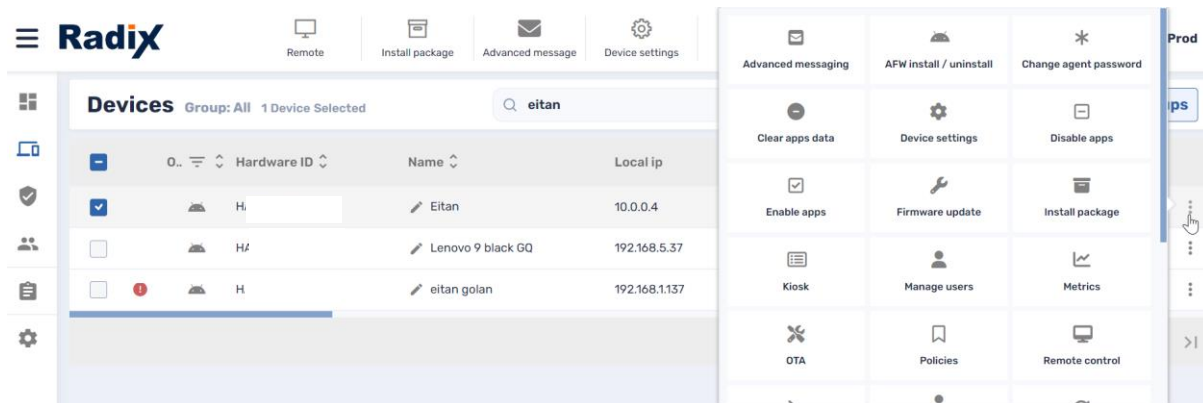 Radix
Remote
Install package
Advanced message
Device settings
Prod
Devices Group: All 1 Device Selected
eitan
O.. Hardware ID Name Local ip
Eitan 10.0.0.4
HA Lenovo 9 black GQ 192.168.5.37
H. eitan golan 192.168.1.137
Advanced messaging AFW install / uninstall Change agent password
Clear apps data Device settings Disable apps
Enable apps Firmware update Install package
Kiosk Manage users Metrics
OTA Policies Remote control